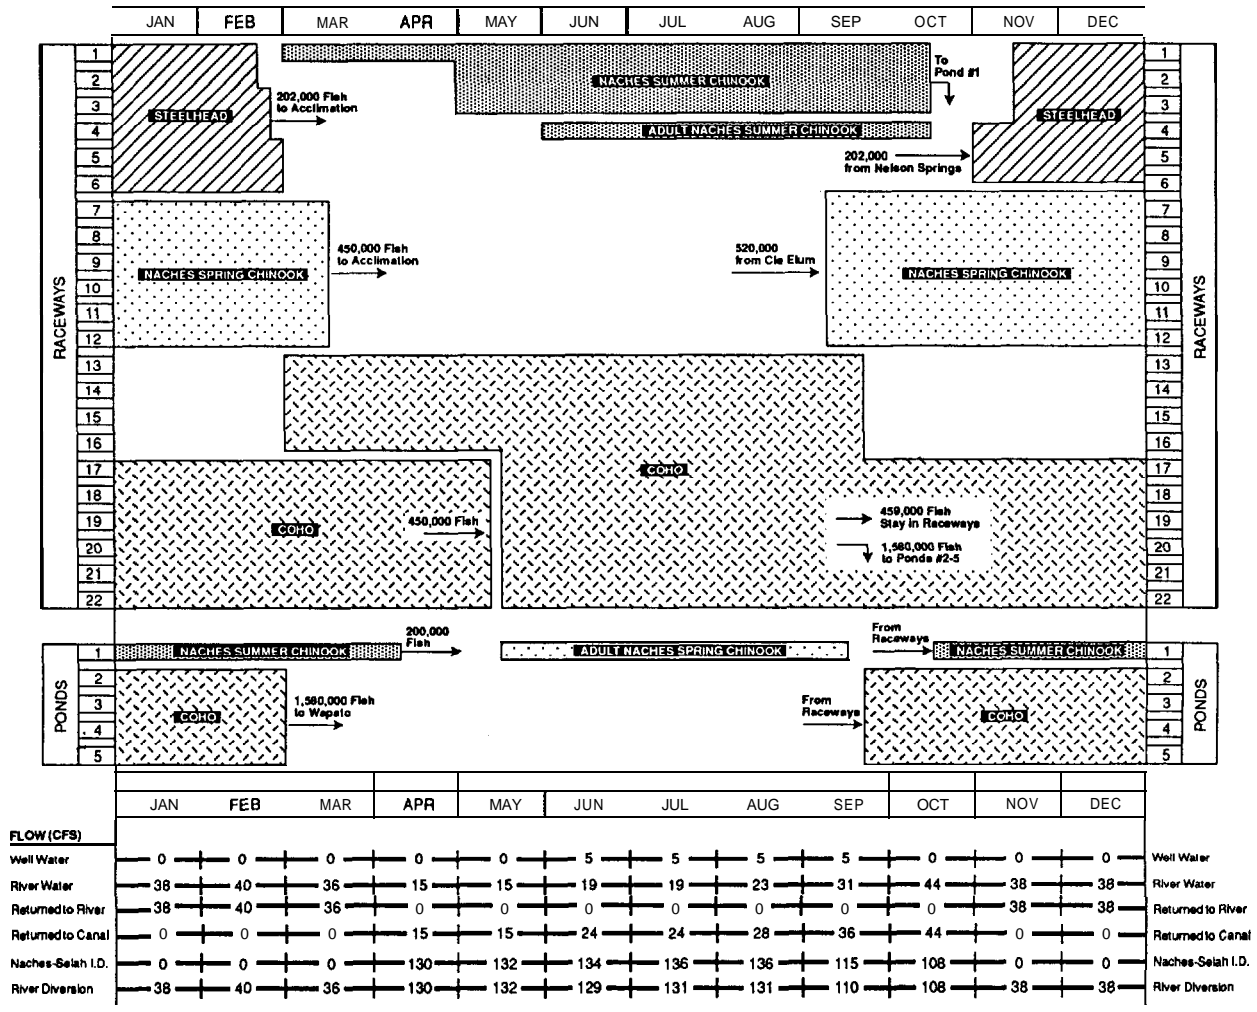 JAN FEB MAR APR MAY JUN JUL AUG SEP OCT NOV DEC
RACEWAYS
1
2
3
4
5
6
7
8
9
10
11
12
13
14
15
16
17
18
19
20
21
22
STEELHEAD
202,000 Fish
to Acclimation
NACHES SUMMER CHINOOK
To
Pond #1
ADULT NACHES SUMMER CHINOOK
202,000
from Nelson Springs
STEELHEAD
NACHES SPRING CHINOOK
450,000 Fish
to Acclimation
520,000
from Cle Elum
NACHES SPRING CHINOOK
COHO
COHO
450,000 Fish
459,000 Fish
Stay in Raceways
1,560,000 Fish
to Ponds #2-5
RACEWAYS
1
2
3
4
5
6
7
8
9
10
11
12
13
14
15
16
17
18
19
20
21
22
PONDS
1
2
3
4
5
NACHES SUMMER CHINOOK
200,000
Fish
ADULT NACHES SPRING CHINOOK
From
Raceways
NACHES SUMMER CHINOOK
COHO
1,560,000 Fish
to Wapato
From
Raceways
COHO
PONDS
1
2
3
4
5
JAN FEB MAR APR MAY JUN JUL AUG SEP OCT NOV DEC
FLOW (CFS)
Well Water 0 0 0 0 0 5 5 5 5 0 0 0 Well Water
River Water 38 40 36 15 15 19 19 23 31 44 38 38 River Water
Returned to River 38 40 36 0 0 0 0 0 0 0 38 38 Returned to River
Returned to Canal 0 0 0 15 15 24 24 28 36 44 0 0 Returned to Canal
Naches-Selah I.D. 0 0 0 130 132 134 136 136 115 108 0 0 Naches-Selah I.D.
River Diversion 38 40 36 130 132 129 131 131 110 108 38 38 River Diversion